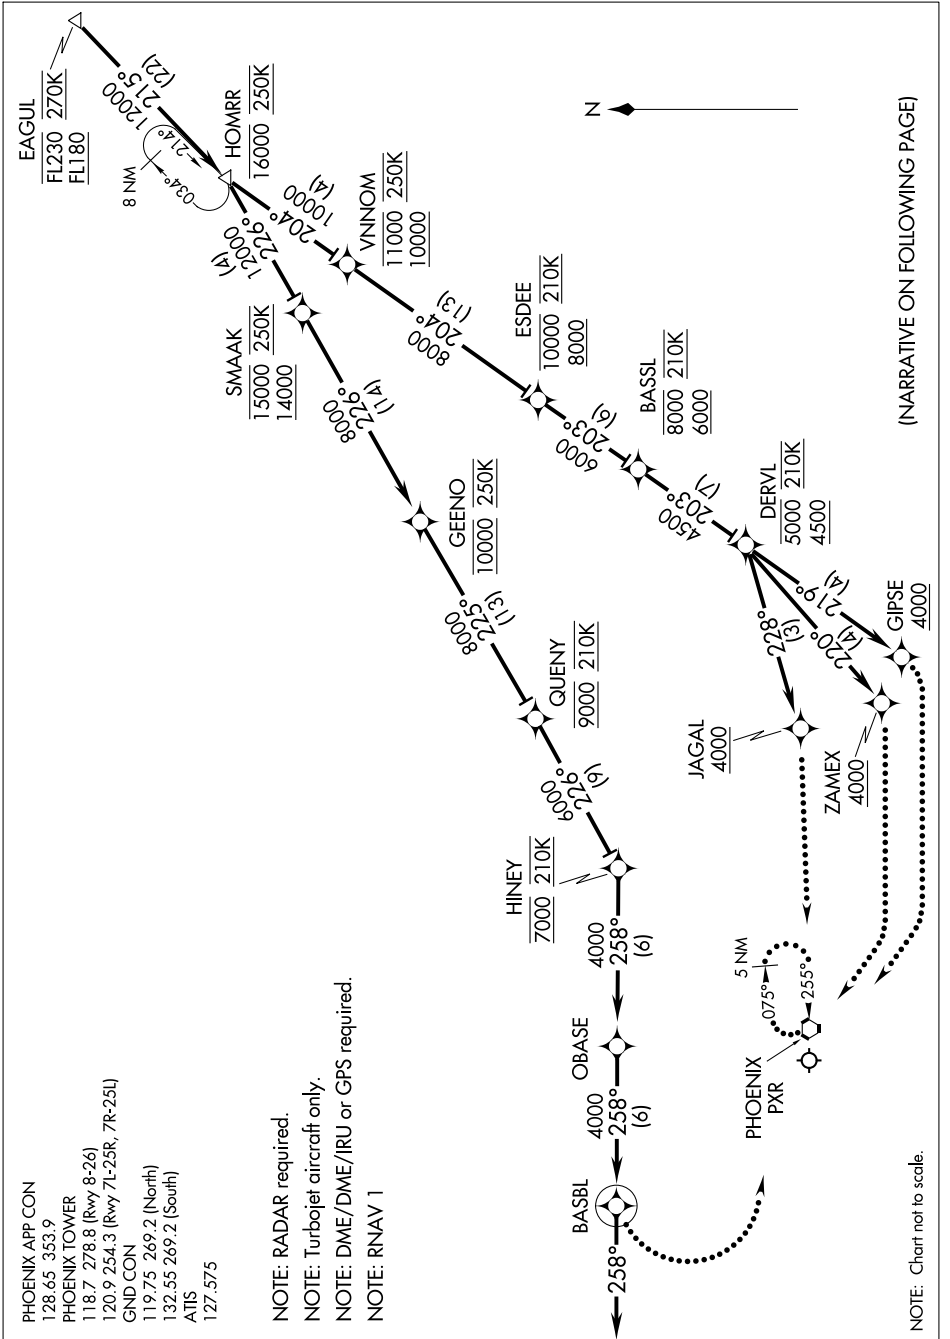 PHOENIX APP CON
128.65 353.9
PHOENIX TOWER
118.7 278.8 (Rwy 8-26)
120.9 254.3 (Rwy 7L-25R, 7R-25L)
GND CON
119.75 269.2 (North)
132.55 269.2 (South)
ATIS
127.575
NOTE: RADAR required.
NOTE: Turbojet aircraft only.
NOTE: DME/DME/IRU or GPS required.
NOTE: RNAV 1
EAGUL
FL230 270K
FL180
12000
215°
(22)
8 NM
034°
214°
HOMRR
16000 250K
(4)
12000
226°
204°
10000
(4)
SMAAK
15000 250K
14000
VNNOM
11000 250K
10000
8000
226°
(14)
8000
204°
(13)
GEENO
10000 250K
ESDEE
10000 210K
8000
8000
225°
(13)
6000
203°
(6)
QUENY
9000 210K
BASSL
8000 210K
6000
6000
226°
(9)
4500
203°
(7)
HINEY
7000 210K
DERVL
5000 210K
4500
4000
258°
(6)
228°
(3)
220°
(4)
219°
(4)
OBASE
JAGAL
4000
ZAMEX
4000
GIPSE
4000
4000
258°
(6)
BASBL
258°
5 NM
075°
255°
PHOENIX
PXR
N
(NARRATIVE ON FOLLOWING PAGE)
NOTE: Chart not to scale.